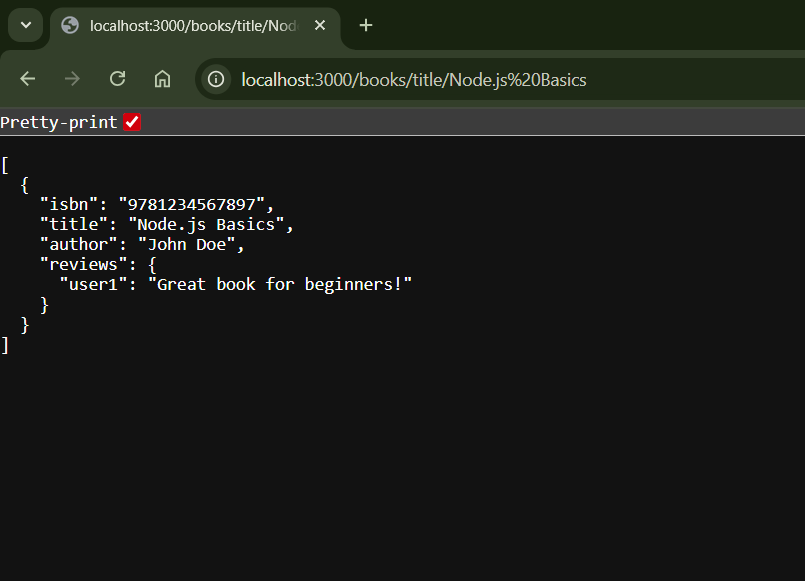 localhost:3000/books/title/Nod
localhost:3000/books/title/Node.js%20Basics
Pretty-print
[
  {
    "isbn": "9781234567897",
    "title": "Node.js Basics",
    "author": "John Doe",
    "reviews": {
      "user1": "Great book for beginners!"
    }
  }
]